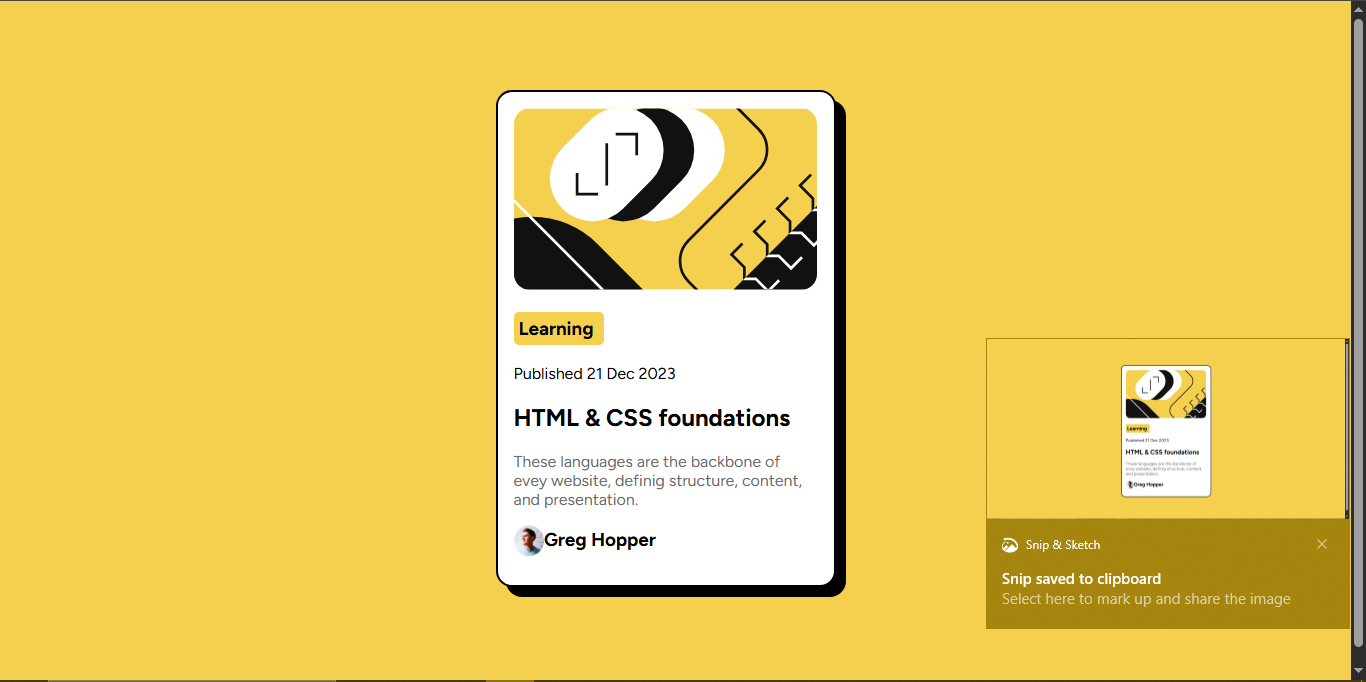 Learning
Published 21 Dec 2023
HTML & CSS foundations
These languages are the backbone of
evey website, definig structure, content,
and presentation.
Greg Hopper
Learning
Published 21 Dec 2023
HTML & CSS foundations
These languages are the backbone of
evey website, definig structure, content,
and presentation.
Greg Hopper
Snip & Sketch
Snip saved to clipboard
Select here to mark up and share the image